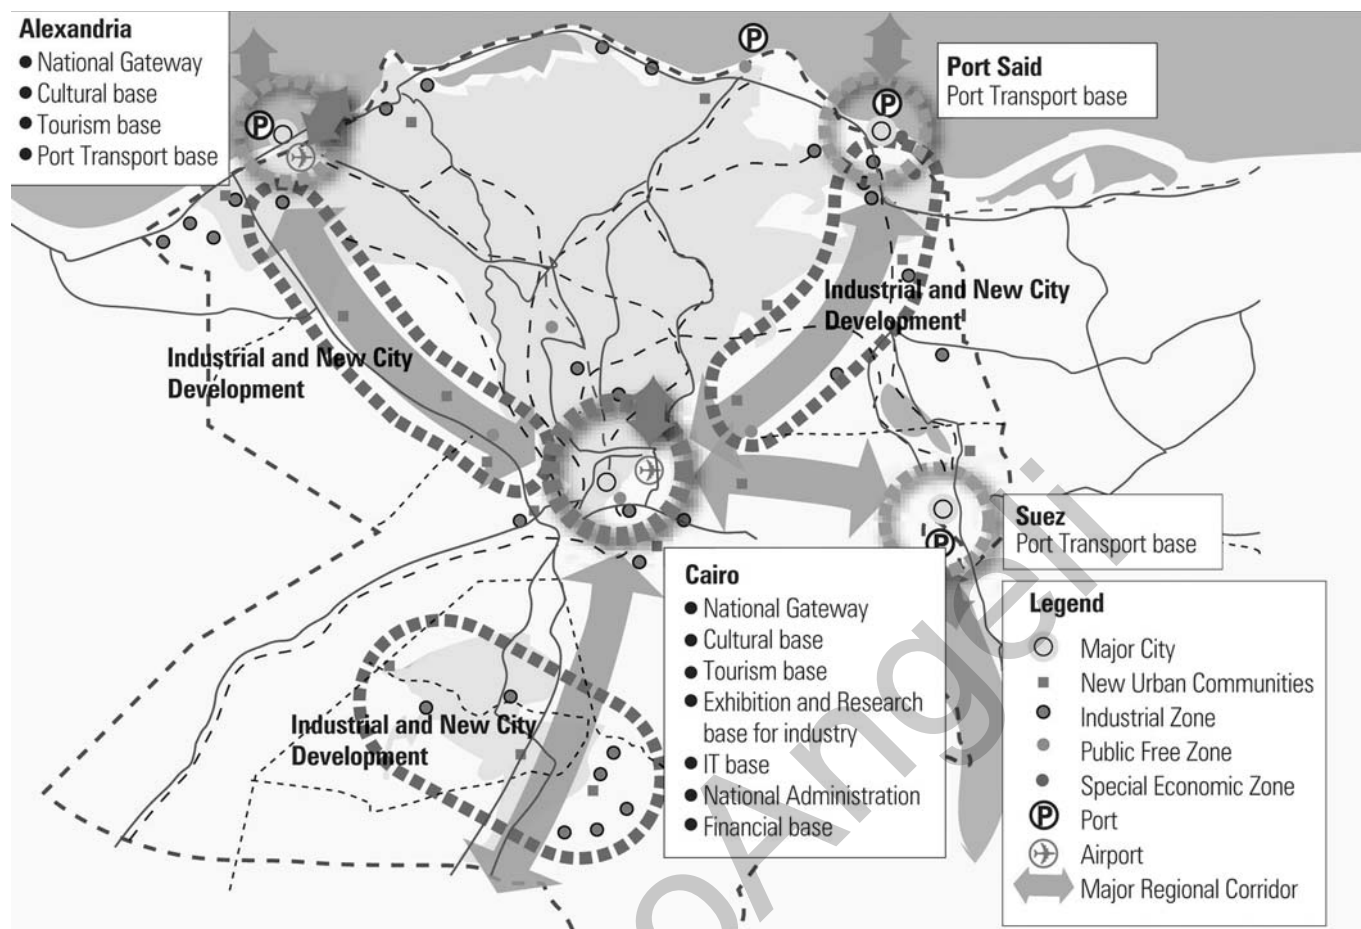 Alexandria
● National Gateway
● Cultural base
● Tourism base
● Port Transport base
P
P
P
Port Said
Port Transport base
Industrial and New City
Development
Industrial and New City
Development
Suez
Port Transport base
P
Cairo
● National Gateway
● Cultural base
● Tourism base
● Exhibition and Research
base for industry
● IT base
● National Administration
● Financial base
Industrial and New City
Development
Legend
Major City
New Urban Communities
Industrial Zone
Public Free Zone
Special Economic Zone
P Port
Airport
Major Regional Corridor